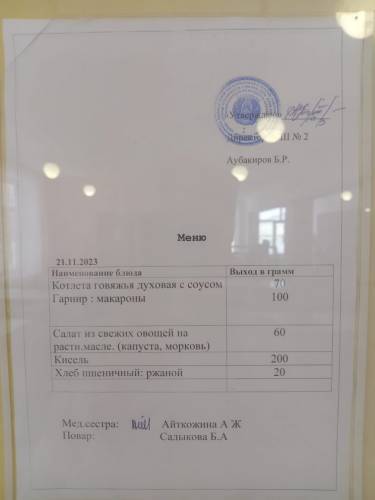 «Утверждаю»
Директор СШ № 2
Аубакиров Б.Р.
Меню
21.11.2023
Наименование блюда Выход в грамм
Котлета говяжья духовая с соусом 70
Гарнир : макароны 100
Салат из свежих овощей на 60
расти.масле. (капуста, морковь)
Кисель 200
Хлеб пшеничный: ржаной 20
Мед.сестра: Айткожина А Ж
Повар: Садыкова Б.А